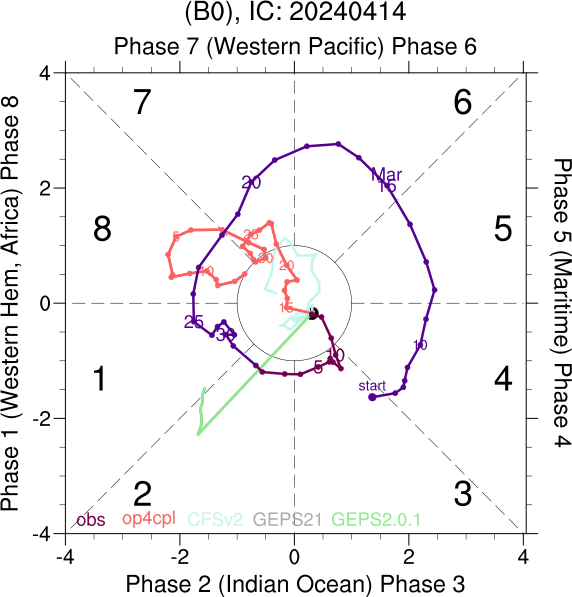 (B0), IC: 20240414
Phase 7 (Western Pacific) Phase 6
4
7
6
Mar
20
15
2
8
5
5
25
30
20
10
0
15
25
30
10
10
5
1
4
start
-2
2
3
obs op4cpl CFSv2 GEPS21 GEPS2.0.1
-4
-4 -2 0 2 4
Phase 2 (Indian Ocean) Phase 3
Phase 1 (Western Hem, Africa) Phase 8
Phase 5 (Maritime) Phase 4